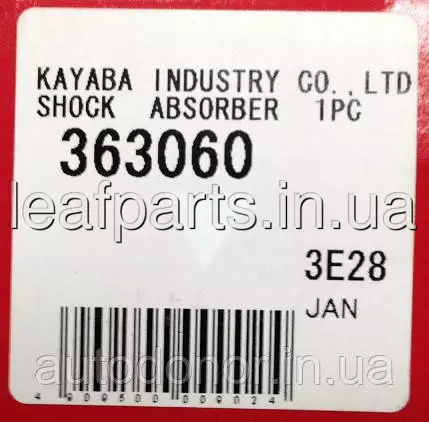 KAYABA INDUSTRY CO.,LTD
SHOCK ABSORBER 1PC
363060
leafparts.in.ua
3E28
JAN
autodonor.in.ua